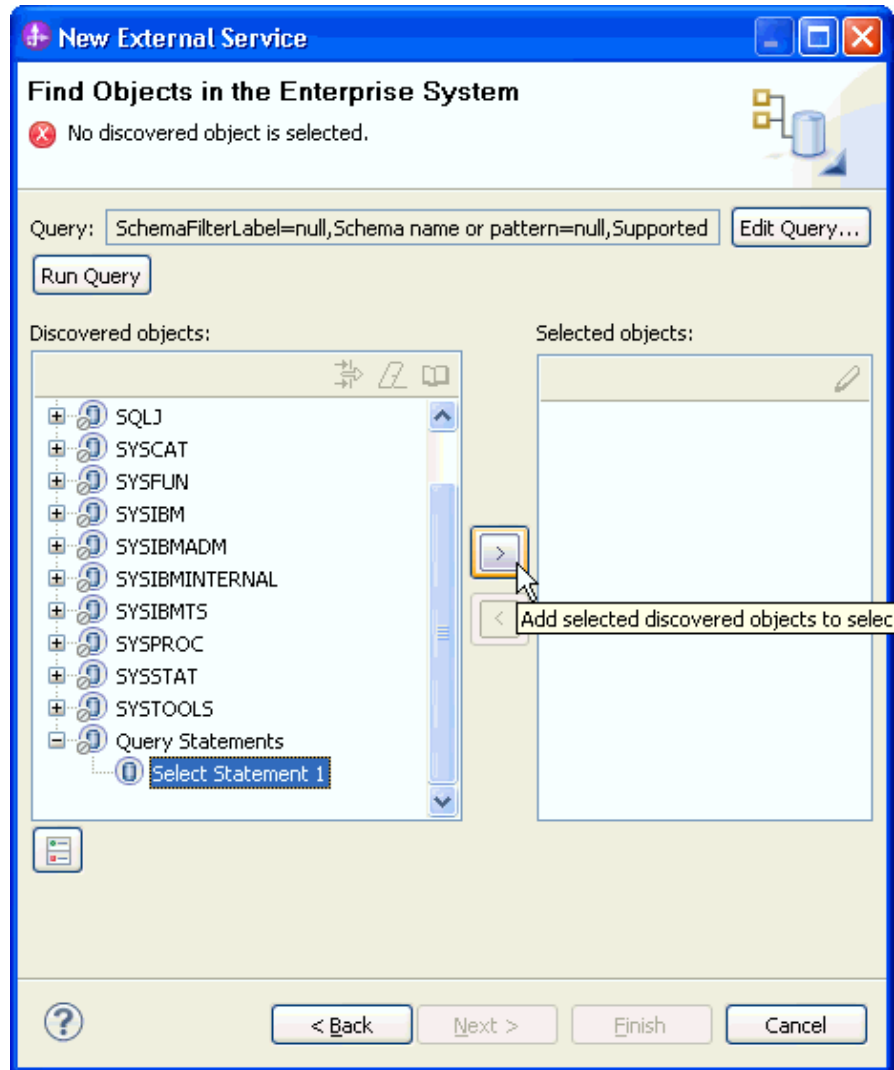 New External Service
Find Objects in the Enterprise System
No discovered object is selected.
Query: SchemaFilterLabel=null,Schema name or pattern=null,Supported Edit Query...
Run Query
Discovered objects:
Selected objects:
SQLJ
SYSCAT
SYSFUN
SYSIBM
SYSIBMADM
SYSIBMINTERNAL
SYSIBMTS
SYSPROC
SYSSTAT
SYSTOOLS
Query Statements
Select Statement 1
>
<
Add selected discovered objects to selec
? < Back Next > Finish Cancel